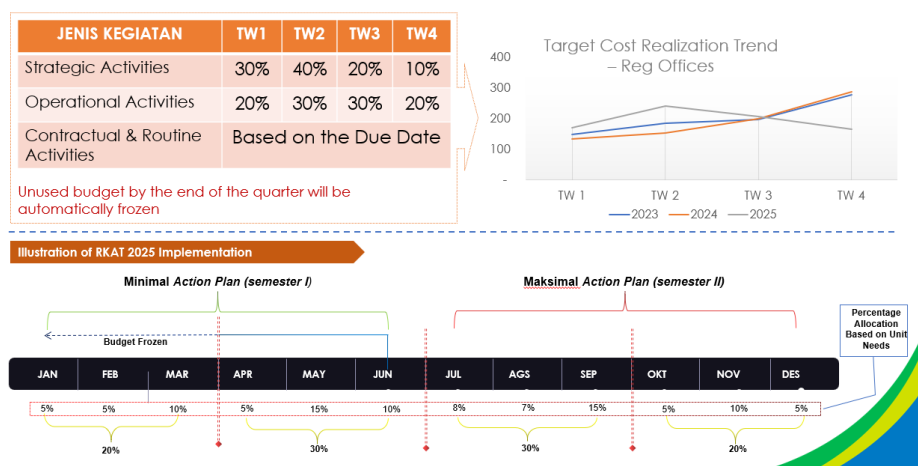 JENIS KEGIATAN TW1 TW2 TW3 TW4
Strategic Activities 30% 40% 20% 10%
Operational Activities 20% 30% 30% 20%
Contractual & Routine
Activities
Based on the Due Date
Unused budget by the end of the quarter will be
automatically frozen
Target Cost Realization Trend
– Reg Offices
400
300
200
100
-
TW 1 TW 2 TW 3 TW 4
2023 2024 2025
Illustration of RKAT 2025 Implementation
Minimal Action Plan (semester I)
Maksimal Action Plan (semester II)
Percentage
Allocation
Based on Unit
Needs
Budget Frozen
JAN FEB MAR APR MAY JUN JUL AGS SEP OKT NOV DES
5% 5% 10% 5% 15% 10% 8% 7% 15% 5% 10% 5%
20% 30% 30% 20%